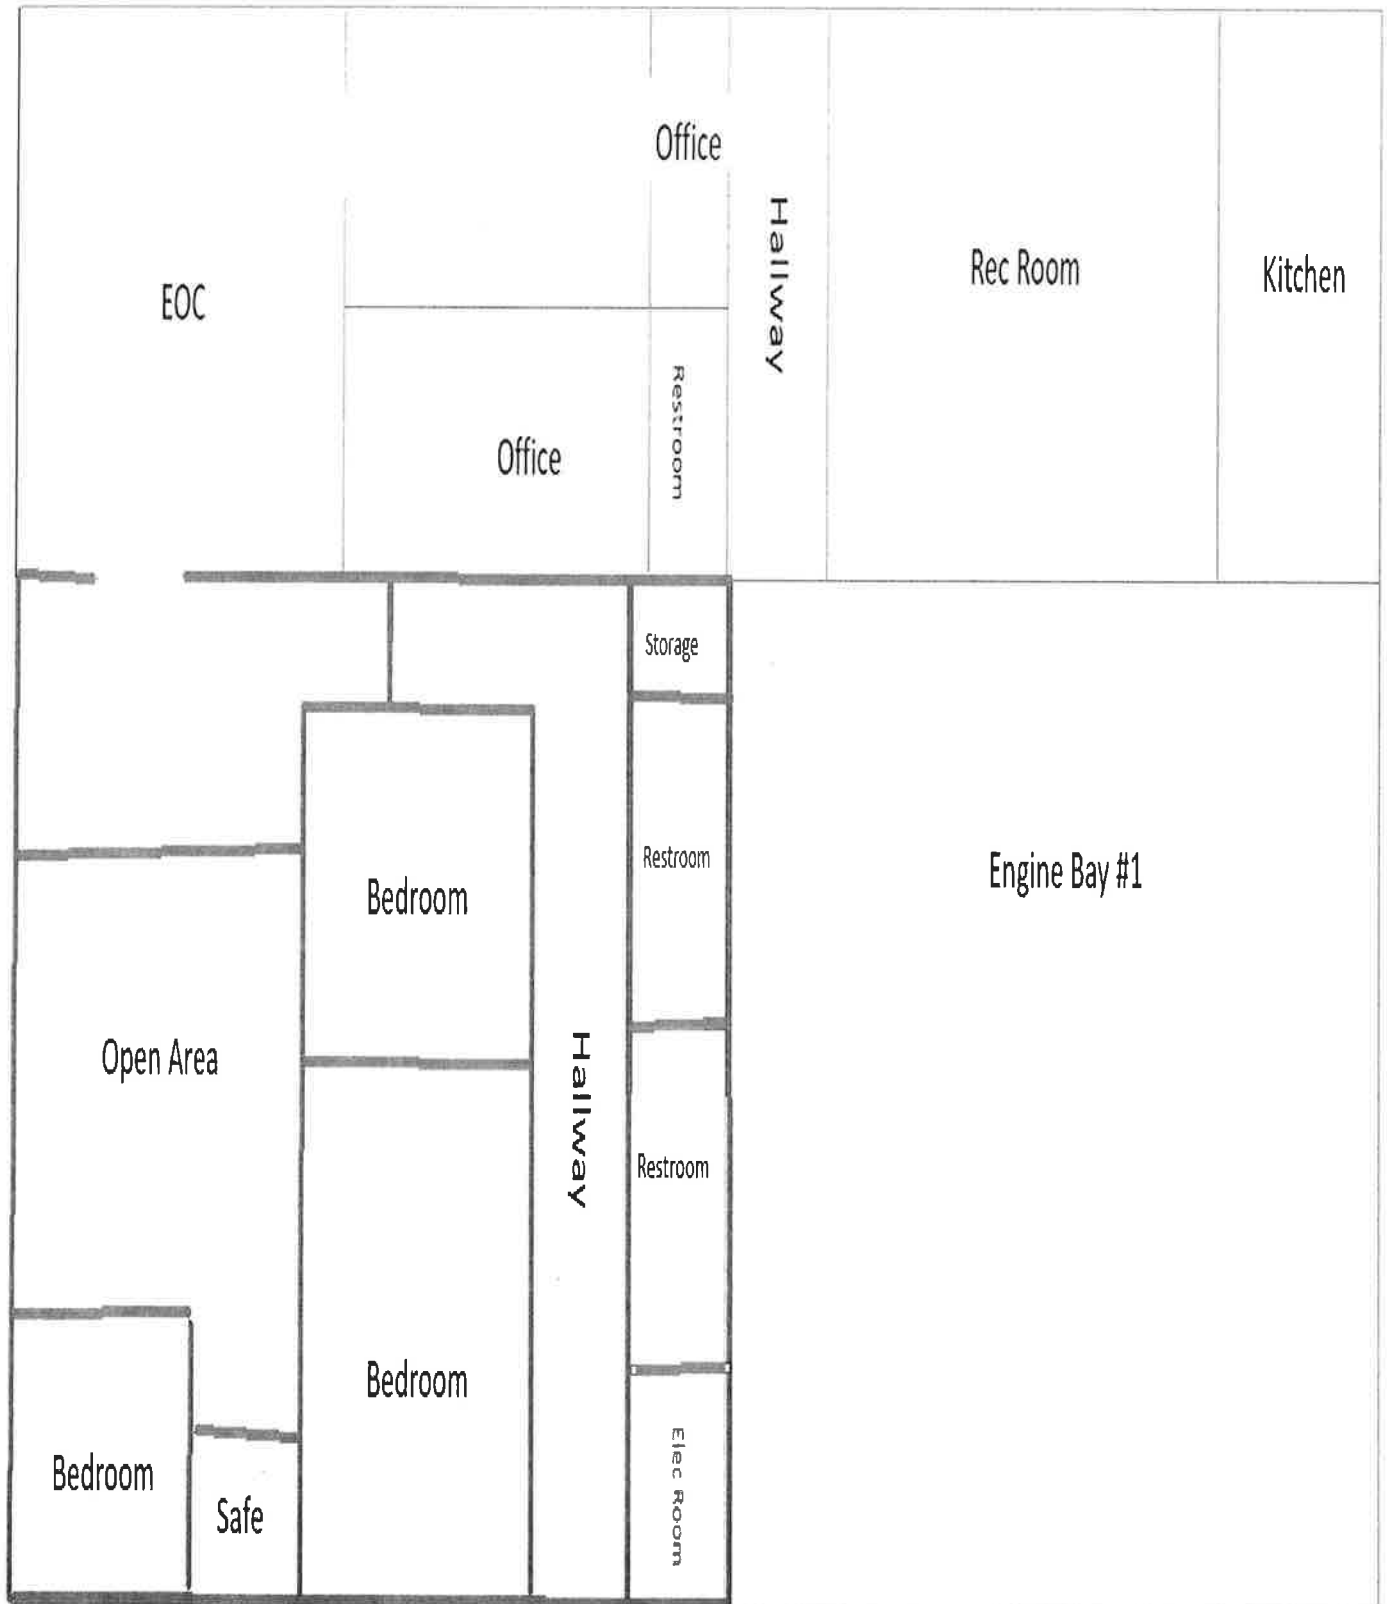 Office
Hallway
Rec Room
Kitchen
EOC
Restroom
Office
Storage
Restroom
Engine Bay #1
Bedroom
Open Area
Hallway
Restroom
Bedroom
Elec Room
Bedroom
Safe